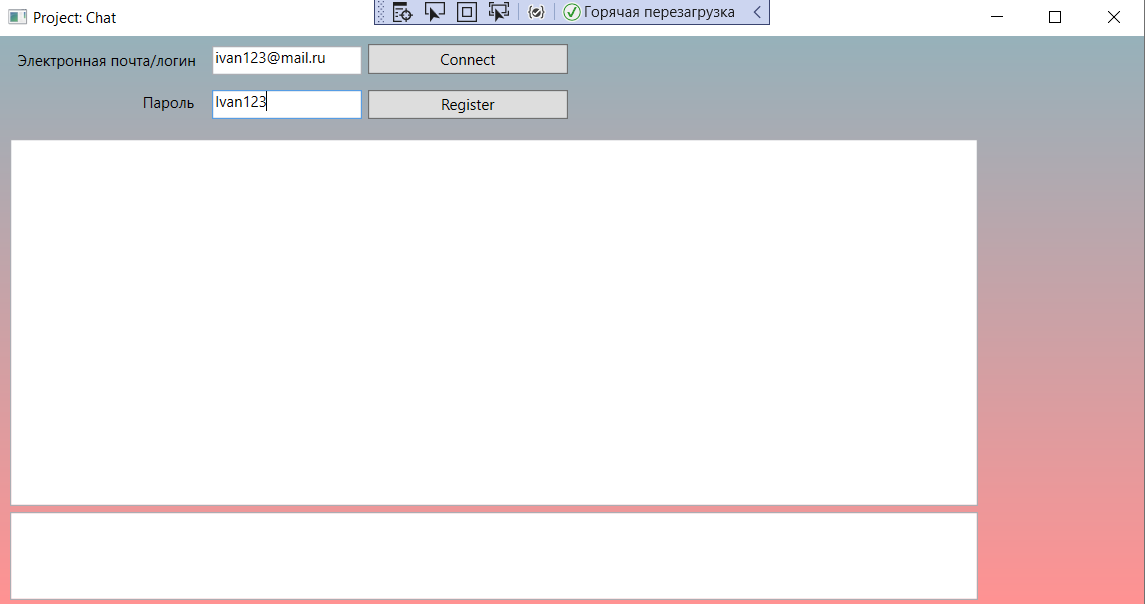 Project: Chat
Горячая перезагрузка
Электронная почта/логин
ivan123@mail.ru
Connect
Пароль
Ivan123
Register